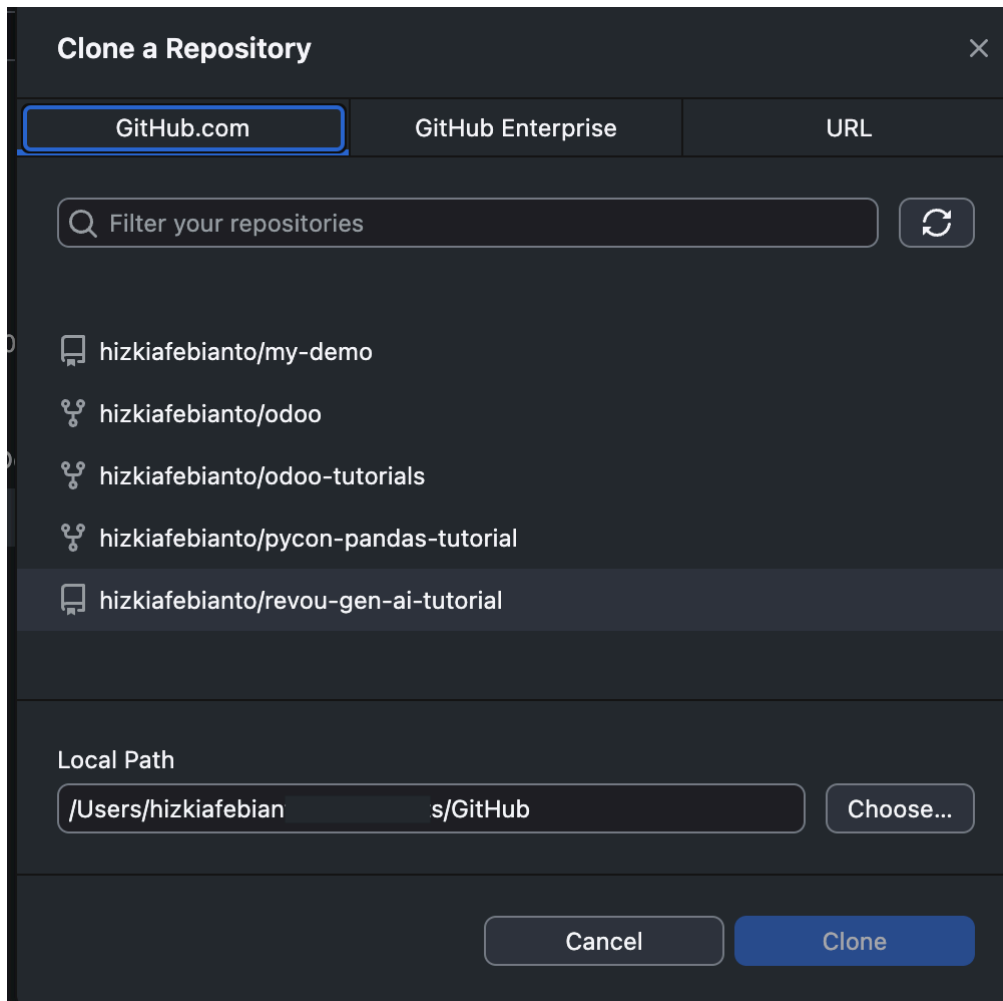 Clone a Repository
GitHub.com GitHub Enterprise URL
Filter your repositories
hizkiafebianto/my-demo
hizkiafebianto/odoo
hizkiafebianto/odoo-tutorials
hizkiafebianto/pycon-pandas-tutorial
hizkiafebianto/revou-gen-ai-tutorial
Local Path
/Users/hizkiafebian s/GitHub Choose...
Cancel Clone